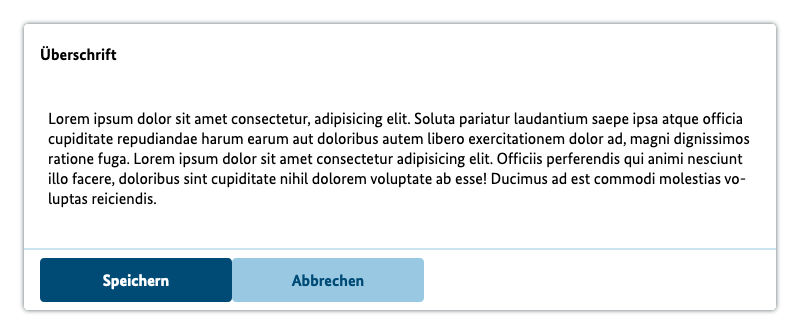 Überschrift
Lorem ipsum dolor sit amet consectetur, adipisicing elit. Soluta pariatur laudantium saepe ipsa atque officia
cupiditate repudiandae harum earum aut doloribus autem libero exercitationem dolor ad, magni dignissimos
ratione fuga. Lorem ipsum dolor sit amet consectetur adipisicing elit. Officiis perferendis qui animi nesciunt
illo facere, doloribus sint cupiditate nihil dolorem voluptate ab esse! Ducimus ad est commodi molestias vo-
luptas reiciendis.
Speichern
Abbrechen